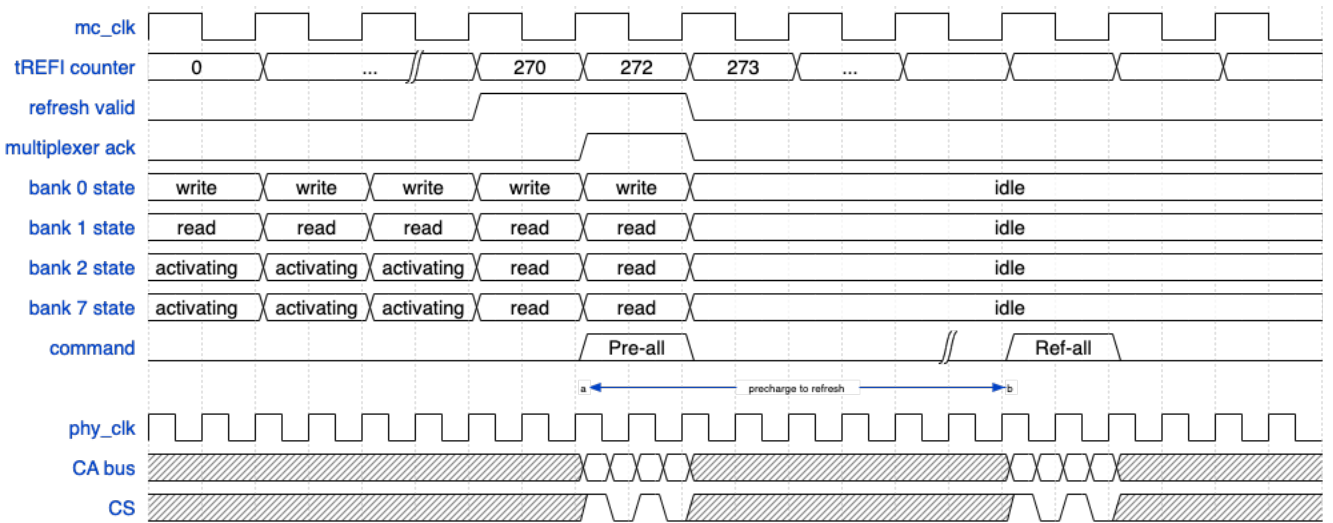 mc_clk
tREFI counter 0 ... 270 272 273 ...
refresh valid
multiplexer ack
bank 0 state write write write write write idle
bank 1 state read read read read read idle
bank 2 state activating activating activating read read idle
bank 7 state activating activating activating read read idle
command Pre-all Ref-all
a precharge to refresh b
phy_clk
CA bus
CS